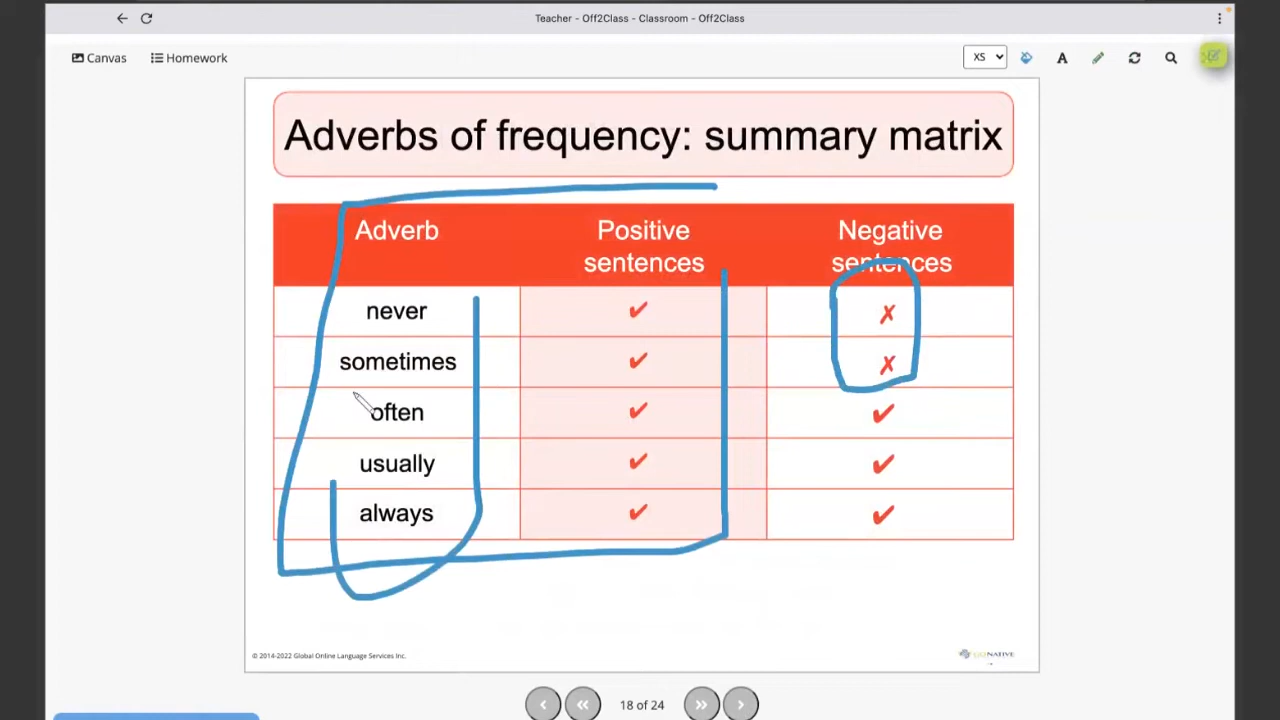 Teacher - Off2Class - Classroom - Off2Class
Canvas Homework XS A
Adverbs of frequency: summary matrix
Adverb Positive sentences Negative sentences
never ✔ ✗
sometimes ✔ ✗
often ✔ ✔
usually ✔ ✔
always ✔ ✔
© 2014-2022 Global Online Language Services Inc.
18 of 24